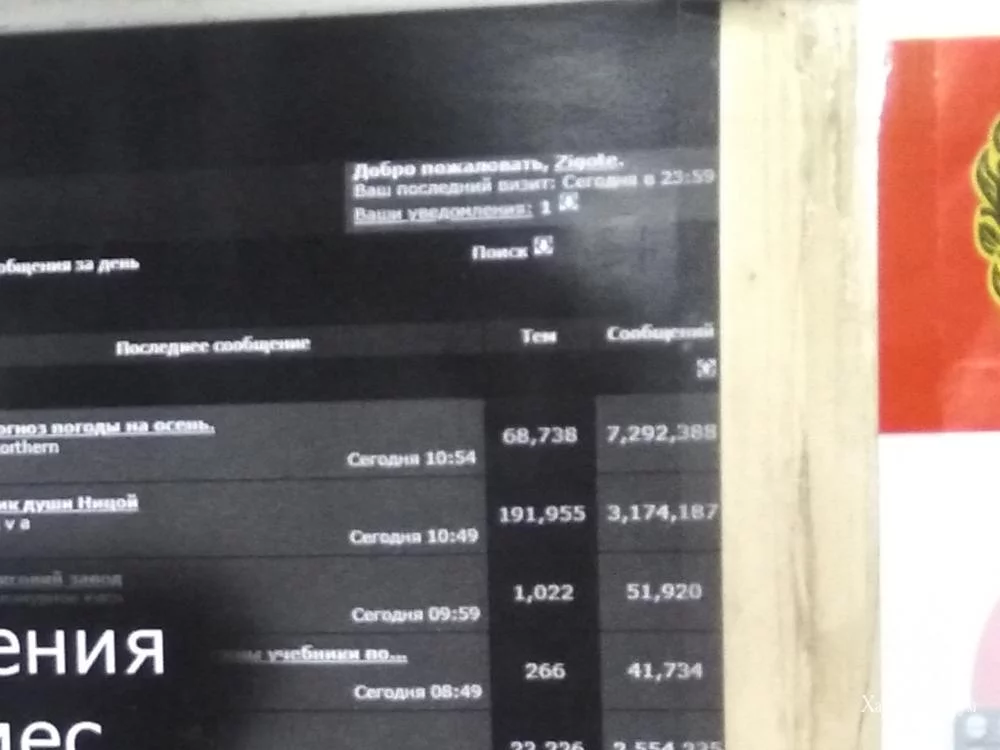 Добро пожаловать, Zigote.
Ваш последний визит: Сегодня в 23:59
Ваши уведомления: 1
Поиск
общения за день
Последнее сообщение
Тем
Сообщений
огноз погоды на осень.
orthern
Сегодня 10:54
68,738
7,292,388
ик души Ницой
v a
Сегодня 10:49
191,955
3,174,187
завод
Сегодня 09:59
1,022
51,920
учебники по...
Сегодня 08:49
266
41,734
ения
мес